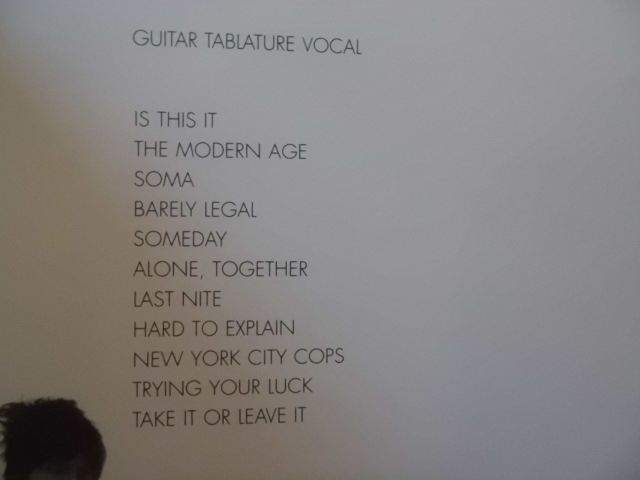 GUITAR TABLATURE VOCAL
IS THIS IT
THE MODERN AGE
SOMA
BARELY LEGAL
SOMEDAY
ALONE, TOGETHER
LAST NITE
HARD TO EXPLAIN
NEW YORK CITY COPS
TRYING YOUR LUCK
TAKE IT OR LEAVE IT